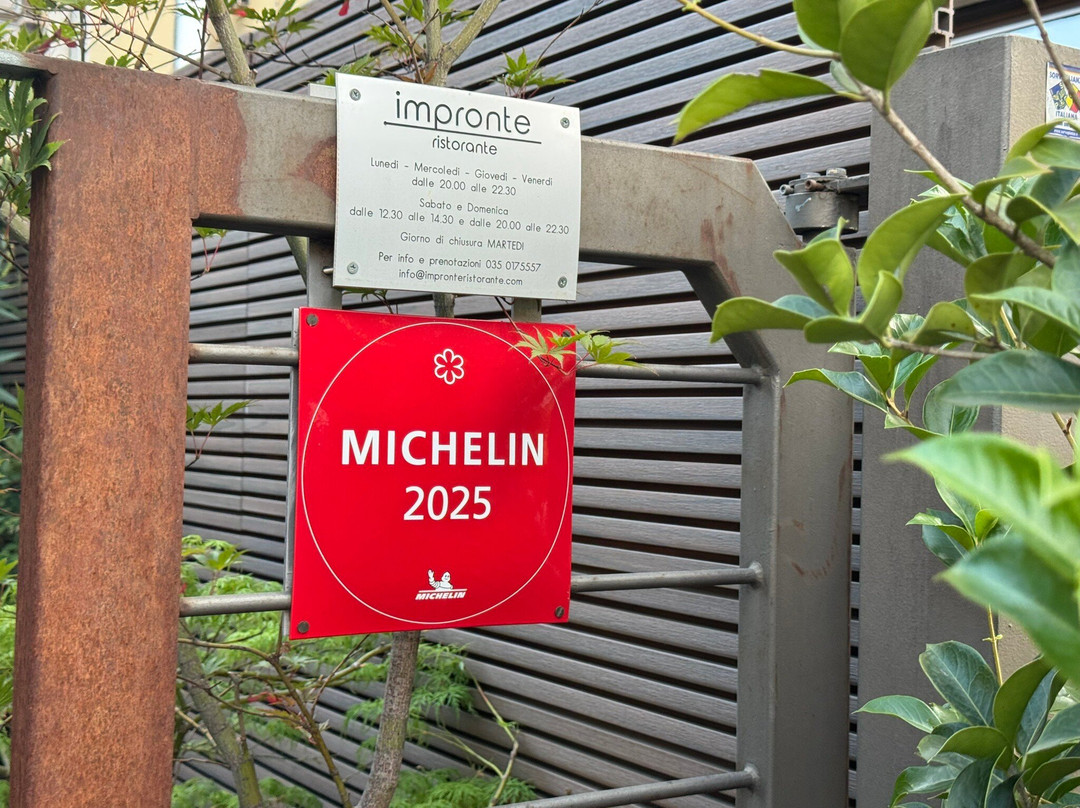 impronte
ristorante
Lunedì - Mercoledì - Giovedì - Venerdì
dalle 20.00 alle 22.30
Sabato e Domenica
dalle 12.30 alle 14.30 e dalle 20.00 alle 22.30
Giorno di chiusura MARTEDÌ
Per info e prenotazioni 035 0175557
info@impronteristorante.com
MICHELIN
2025
MICHELIN
ITALIANA